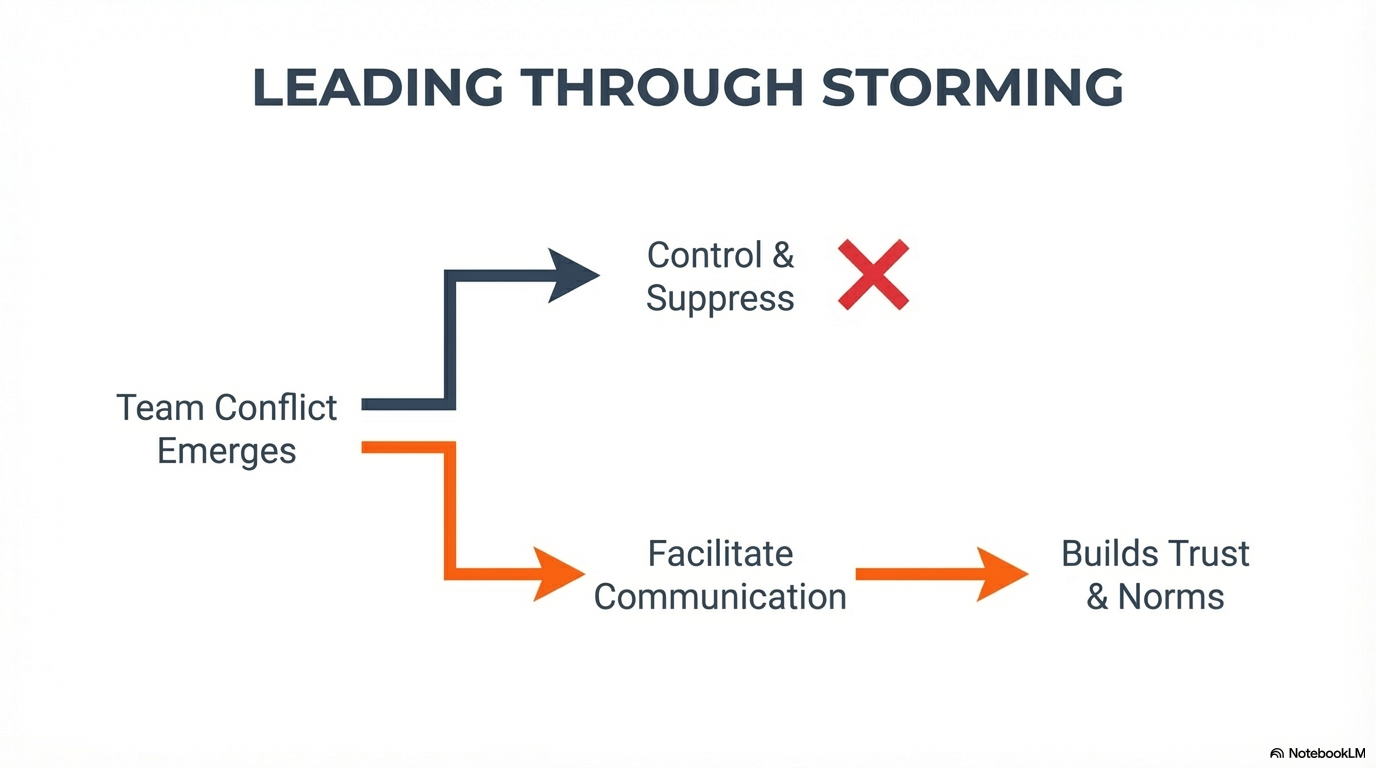 LEADING THROUGH STORMING
Control &
Suppress
Team Conflict
Emerges
Facilitate
Communication
Builds Trust
& Norms
NotebookLM